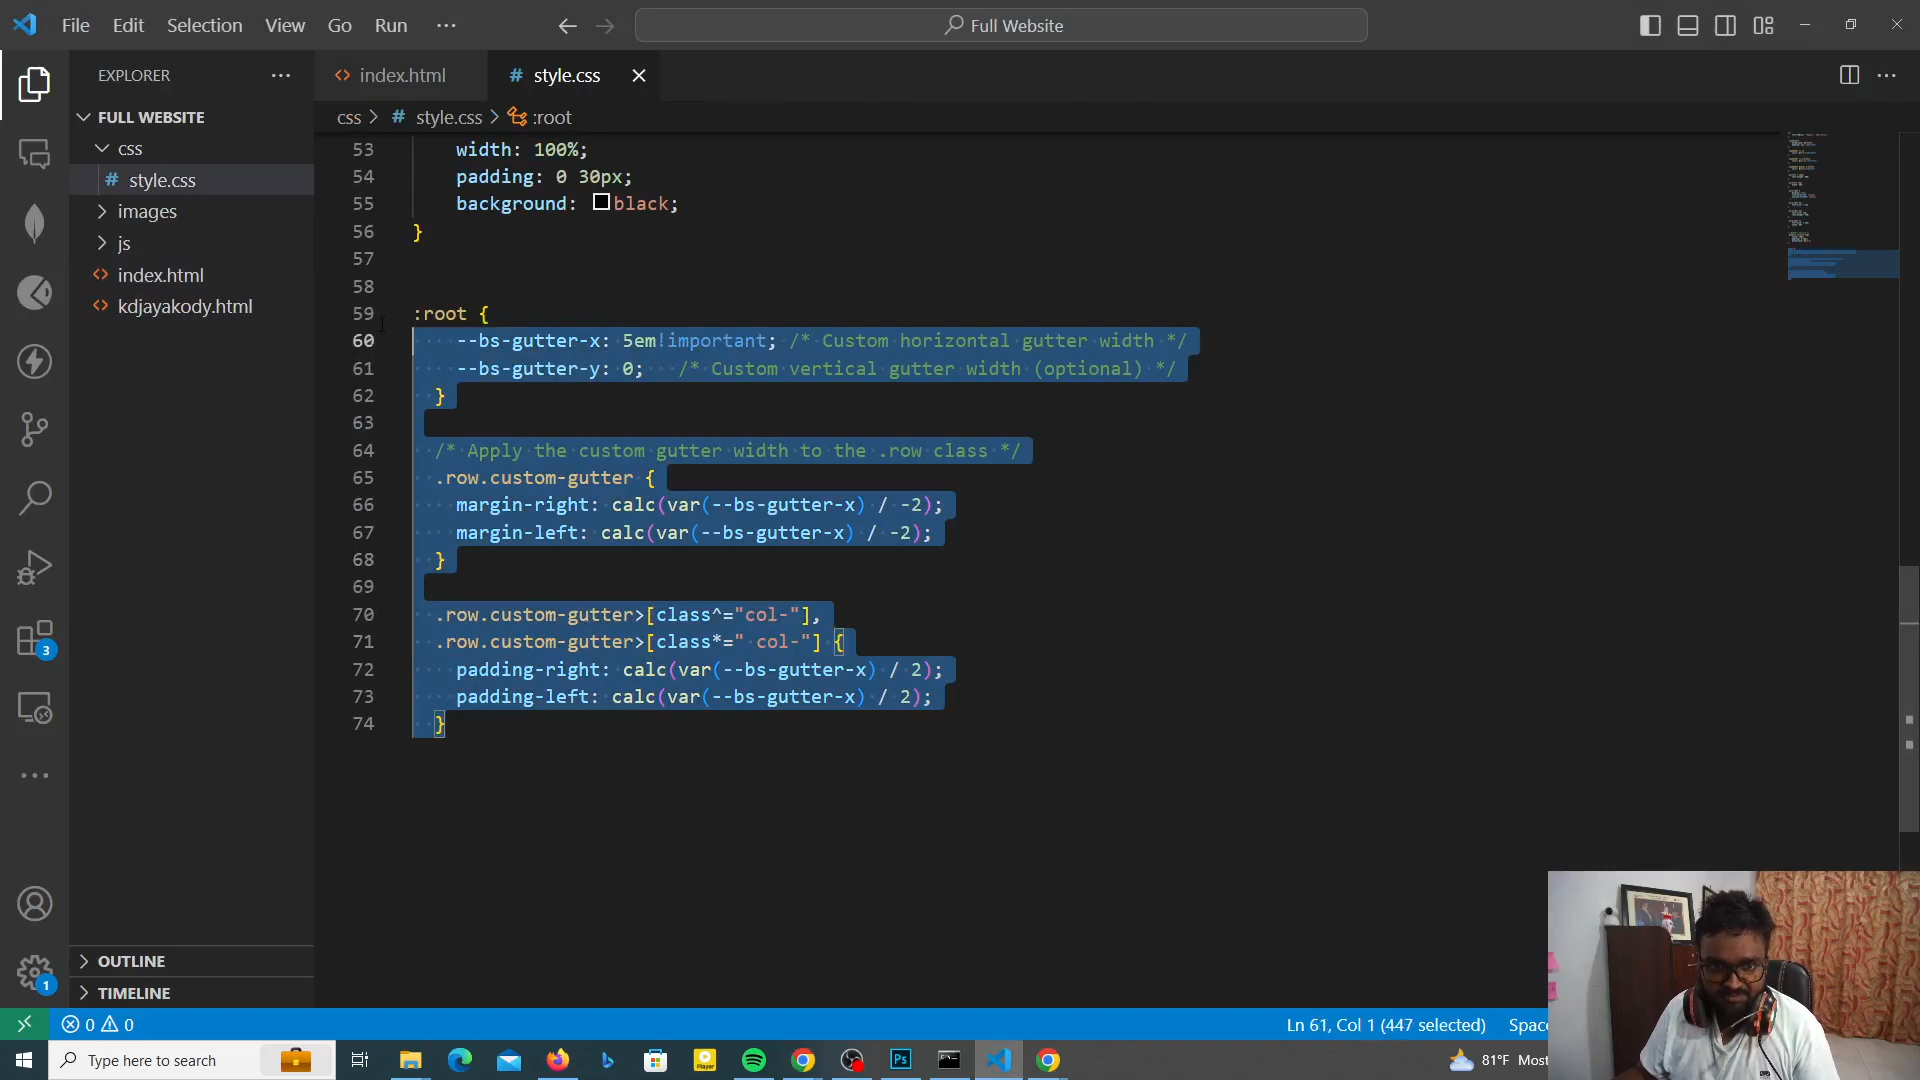 File Edit Selection View Go Run ···
Full Website
EXPLORER ···
index.html
style.css
css > # style.css > :root
FULL WEBSITE
css
# style.css
images
js
index.html
kdjayakody.html
53 width: 100%;
54 padding: 0 30px;
55 background: black;
56 }
57
58
59 :root {
60 --bs-gutter-x: 5em!important; /* Custom horizontal gutter width */
61 --bs-gutter-y: 0; /* Custom vertical gutter width (optional) */
62 }
63
64 /* Apply the custom gutter width to the .row class */
65 .row.custom-gutter {
66 margin-right: calc(var(--bs-gutter-x) / -2);
67 margin-left: calc(var(--bs-gutter-x) / -2);
68 }
69
70 .row.custom-gutter>[class^="col-"],
71 .row.custom-gutter>[class*=" col-"] {
72 padding-right: calc(var(--bs-gutter-x) / 2);
73 padding-left: calc(var(--bs-gutter-x) / 2);
74 }
3
1
OUTLINE
TIMELINE
0 0
Ln 61, Col 1 (447 selected) Space
Type here to search
Player
Ps
81°F Most